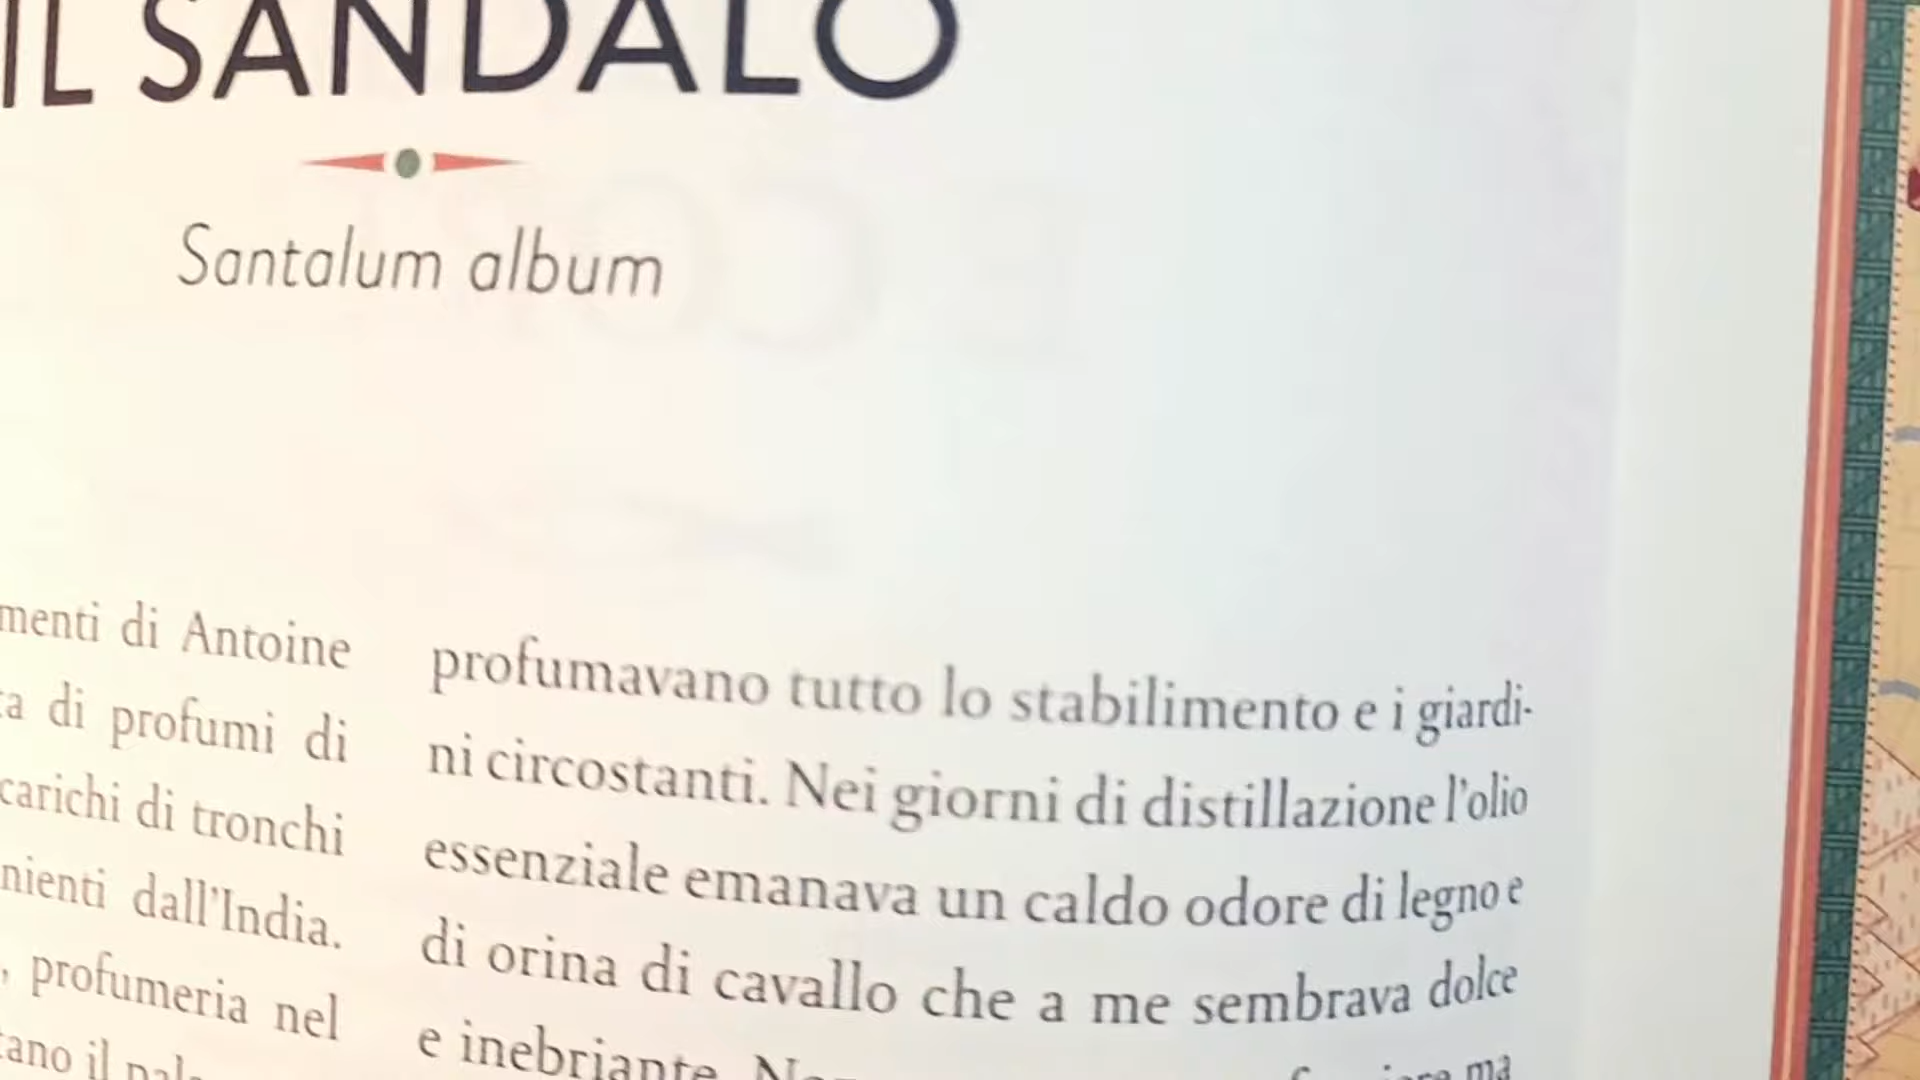 IL SANDALO
Santalum album
menti di Antoine
di profumi di
carichi di tronchi
nienti dall'India.
, profumeria nel
il
profumavano tutto lo stabilimento e i giardi-
ni circostanti. Nei giorni di distillazione l'olio
essenziale emanava un caldo odore di legno e
di orina di cavallo che a me sembrava dolce
e inebriante.
ma